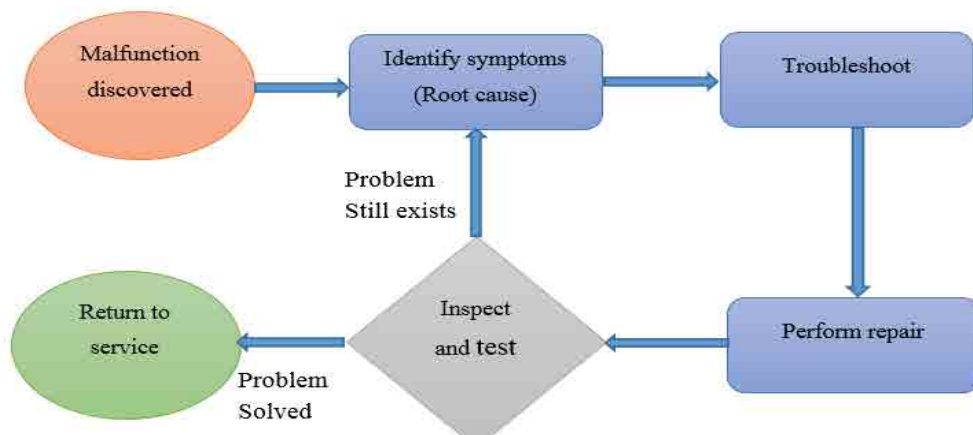 Malfunction
discovered
Identify symptoms
(Root cause)
Troubleshoot
Problem
Still exists
Return to
service
Inspect
and test
Perform repair
Problem
Solved